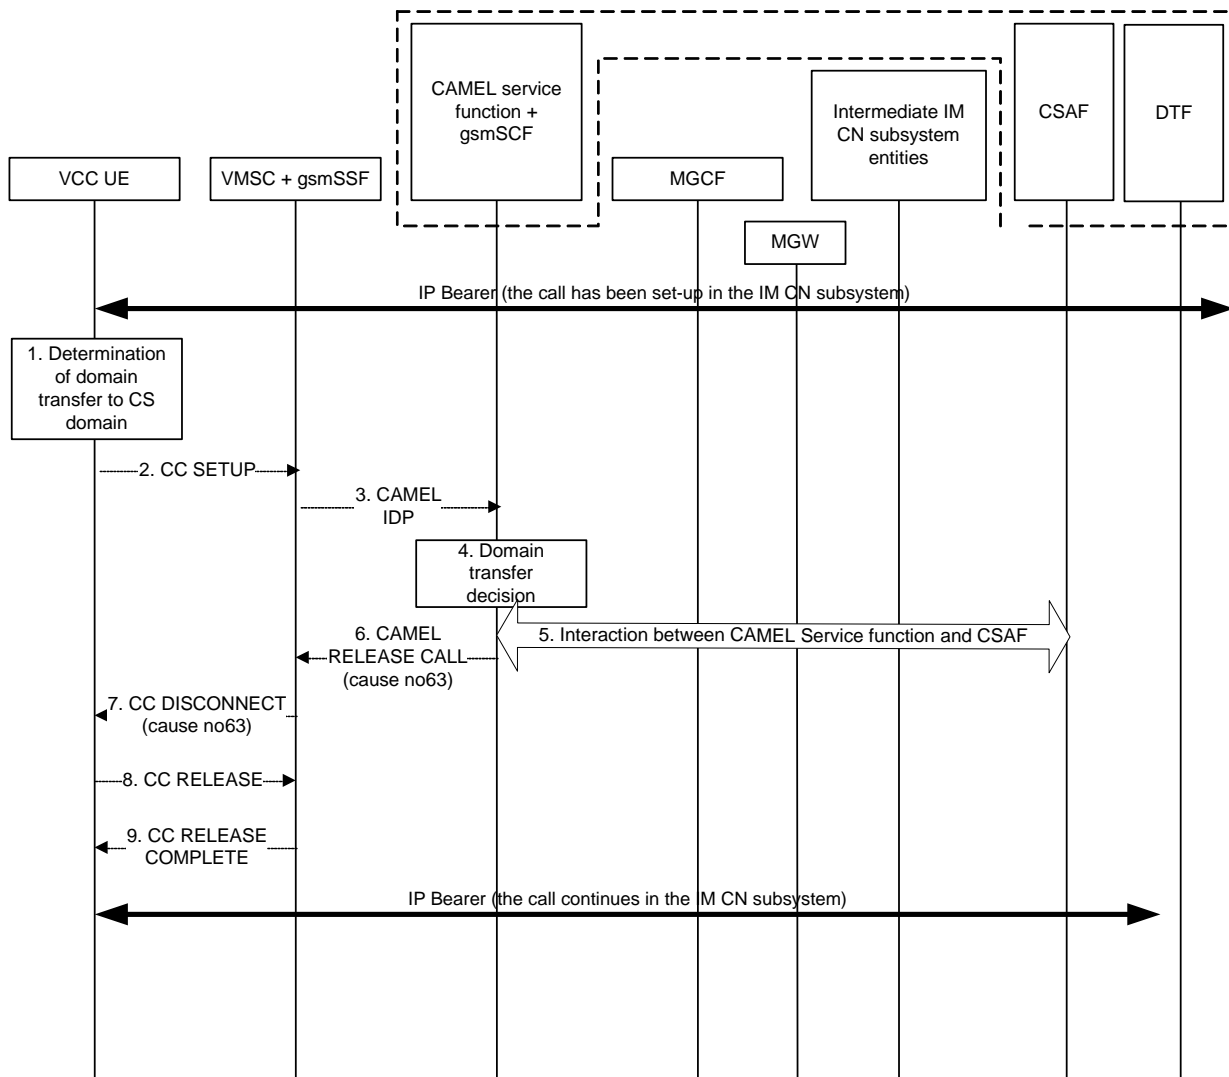 CAMEL service
function +
gsmSCF
Intermediate IM
CN subsystem
entities
CSAF
DTF
VCC UE
VMSC + gsmSSF
MGCF
MGW
IP Bearer (the call has been set-up in the IM CN subsystem)
1. Determination
of domain
transfer to CS
domain
2. CC SETUP
3. CAMEL
IDP
4. Domain
transfer
decision
5. Interaction between CAMEL Service function and CSAF
6. CAMEL
RELEASE CALL
(cause no63)
7. CC DISCONNECT
(cause no63)
8. CC RELEASE
9. CC RELEASE
COMPLETE
IP Bearer (the call continues in the IM CN subsystem)